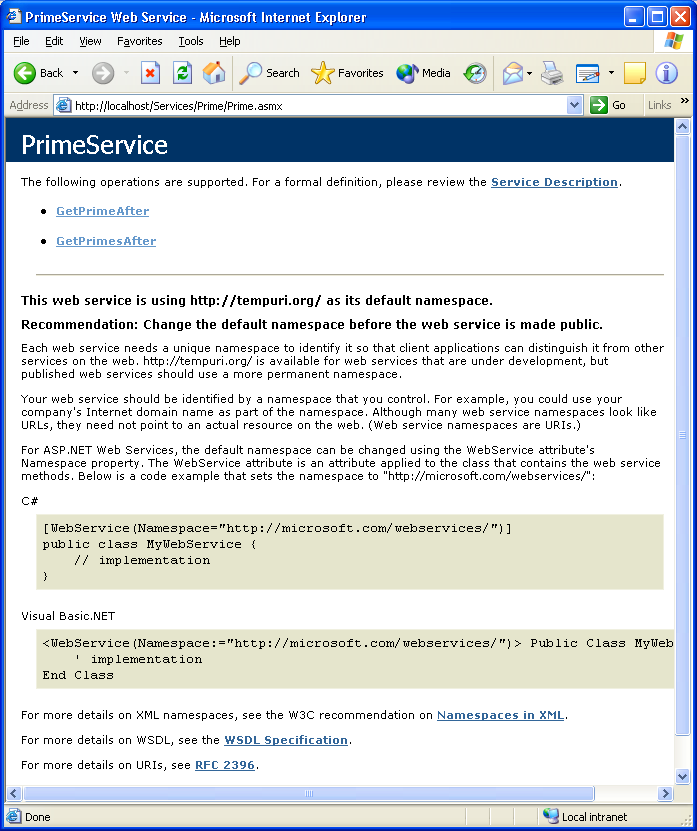 PrimeService Web Service - Microsoft Internet Explorer
File Edit View Favorites Tools Help
Back Search Favorites Media
Address http://localhost/Services/Prime/Prime.asmx Go Links »
PrimeService
The following operations are supported. For a formal definition, please review the Service Description.
• GetPrimeAfter
• GetPrimesAfter
This web service is using http://tempuri.org/ as its default namespace.
Recommendation: Change the default namespace before the web service is made public.
Each web service needs a unique namespace to identify it so that client applications can distinguish it from other
services on the web. http://tempuri.org/ is available for web services that are under development, but
published web services should use a more permanent namespace.
Your web service should be identified by a namespace that you control. For example, you could use your
company's Internet domain name as part of the namespace. Although many web service namespaces look like
URLs, they need not point to an actual resource on the web. (Web service namespaces are URIs.)
For ASP.NET Web Services, the default namespace can be changed using the WebService attribute's
Namespace property. The WebService attribute is an attribute applied to the class that contains the web service
methods. Below is a code example that sets the namespace to "http://microsoft.com/webservices/":
C#
[WebService(Namespace="http://microsoft.com/webservices/")]
public class MyWebService {
    // implementation
}
Visual Basic.NET
<WebService(Namespace:="http://microsoft.com/webservices/")> Public Class MyWeb
    ' implementation
End Class
For more details on XML namespaces, see the W3C recommendation on Namespaces in XML.
For more details on WSDL, see the WSDL Specification.
For more details on URIs, see RFC 2396.
Done Local intranet